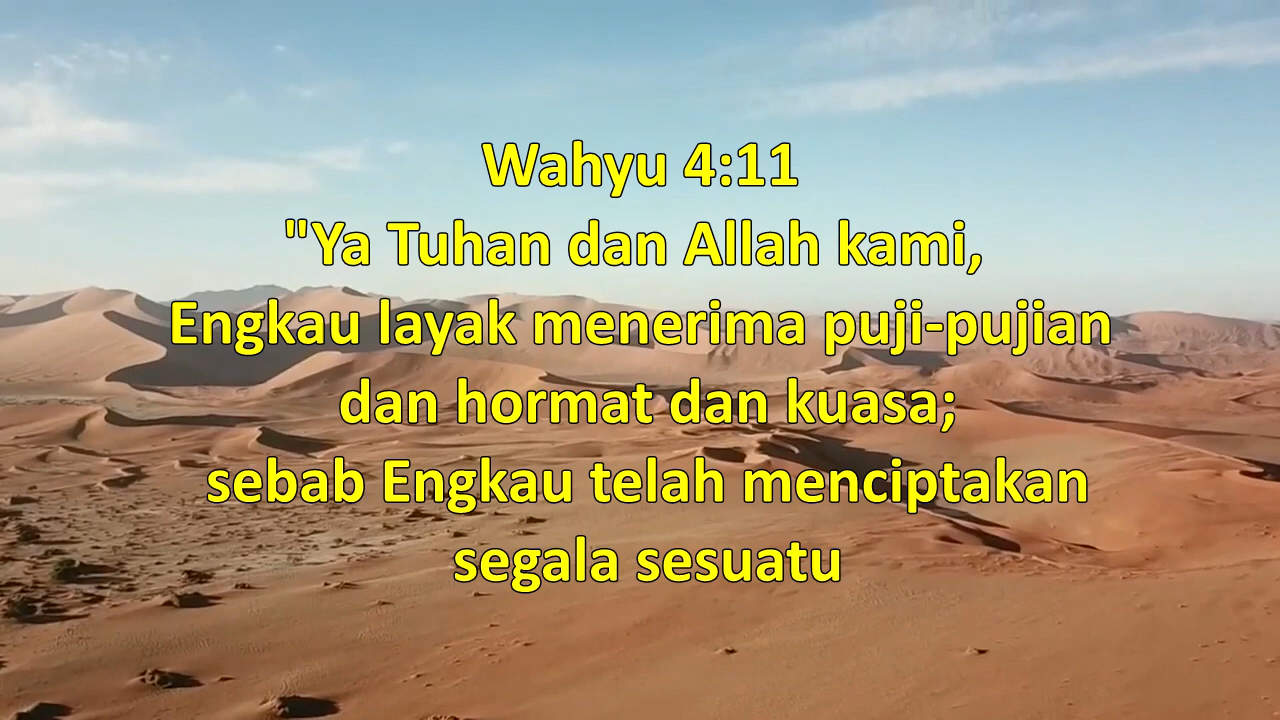 Wahyu 4:11
"Ya Tuhan dan Allah kami,
Engkau layak menerima puji-pujian
dan hormat dan kuasa;
sebab Engkau telah menciptakan
segala sesuatu